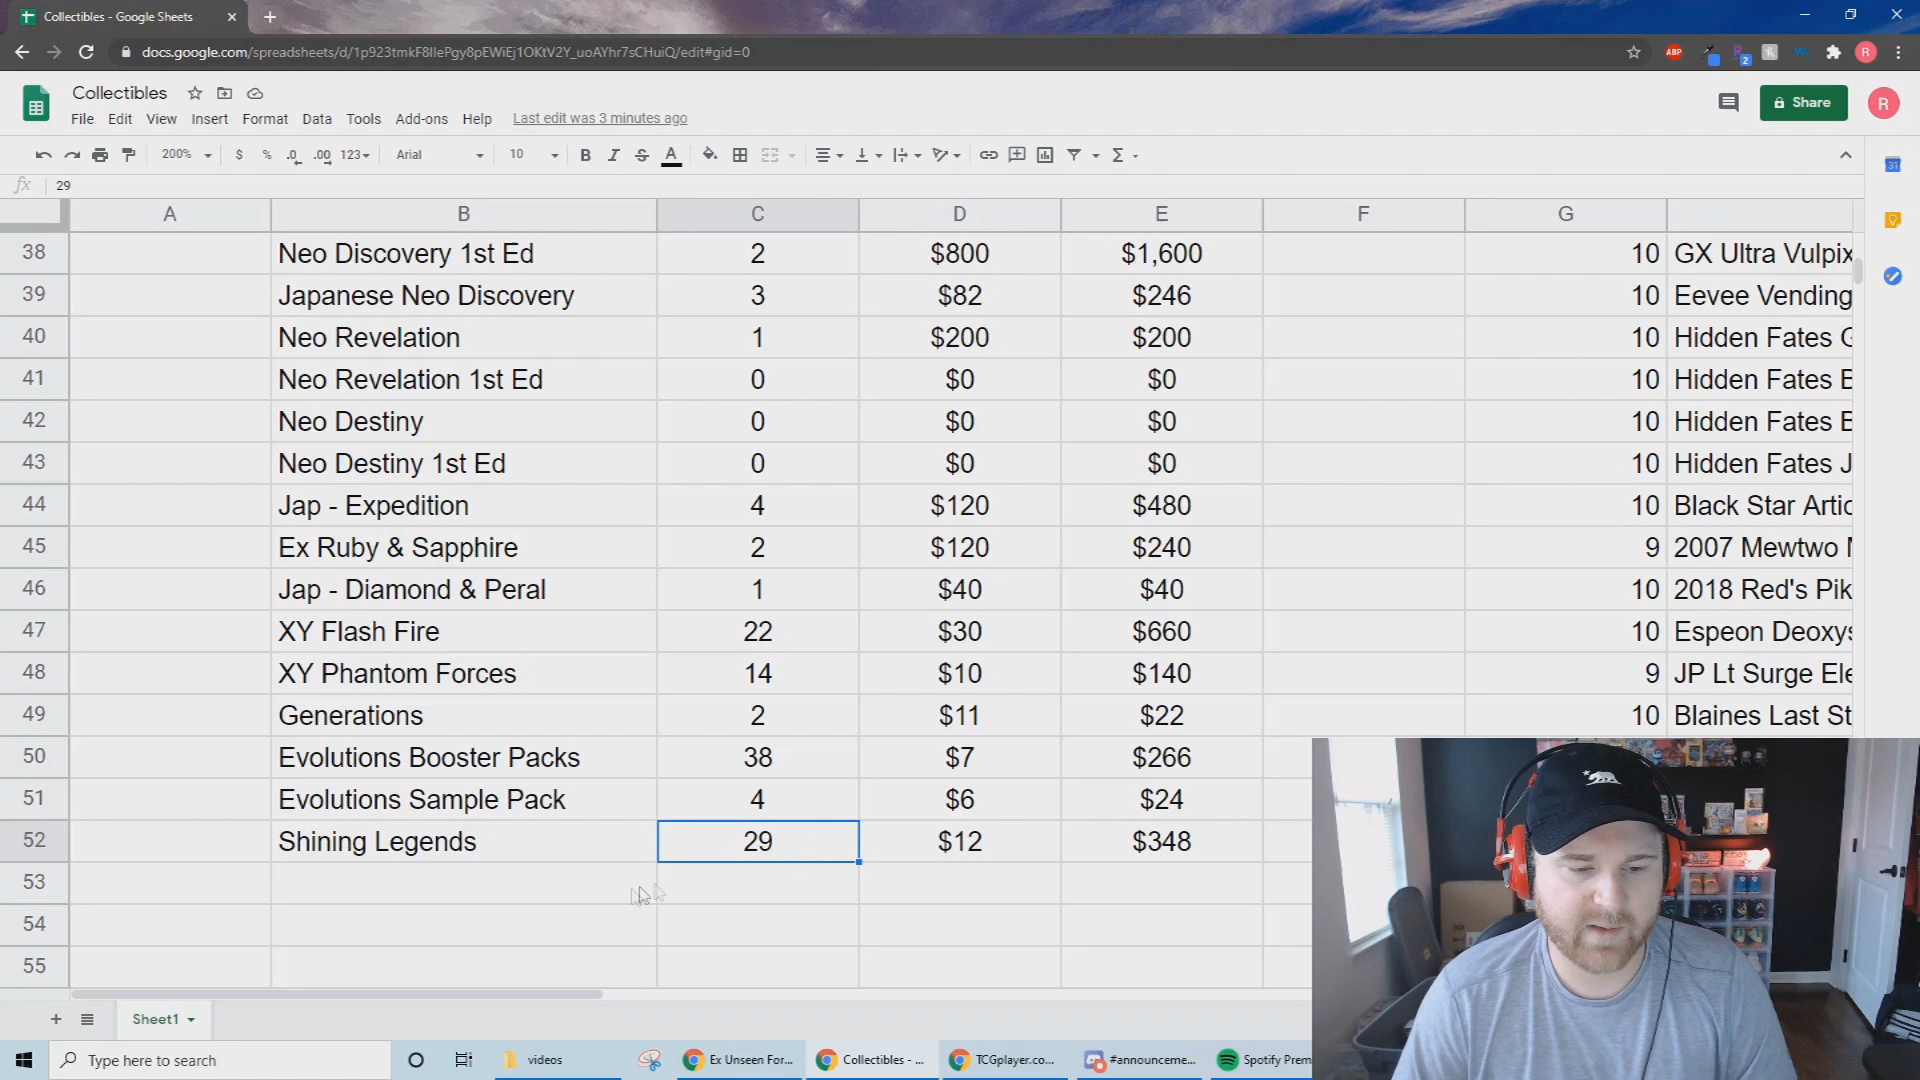 Collectibles - Google Sheets
docs.google.com/spreadsheets/d/1p923tmkF8IlePgy8pEWiEj1OKtV2Y_uoAYhr7sCHuiQ/edit#gid=0
ABP
2
R
Collectibles
Share
R
File Edit View Insert Format Data Tools Add-ons Help Last edit was 3 minutes ago
200% $ % .0 .00 123 Arial 10 B I S A
31
fx 29
A B C D E F G
38 Neo Discovery 1st Ed 2 $800 $1,600 10 GX Ultra Vulpix
39 Japanese Neo Discovery 3 $82 $246 10 Eevee Vending
40 Neo Revelation 1 $200 $200 10 Hidden Fates G
41 Neo Revelation 1st Ed 0 $0 $0 10 Hidden Fates B
42 Neo Destiny 0 $0 $0 10 Hidden Fates E
43 Neo Destiny 1st Ed 0 $0 $0 10 Hidden Fates J
44 Jap - Expedition 4 $120 $480 10 Black Star Artic
45 Ex Ruby & Sapphire 2 $120 $240 9 2007 Mewtwo
46 Jap - Diamond & Peral 1 $40 $40 10 2018 Red's Pik
47 XY Flash Fire 22 $30 $660 10 Espeon Deoxys
48 XY Phantom Forces 14 $10 $140 9 JP Lt Surge Ele
49 Generations 2 $11 $22 10 Blaines Last St
50 Evolutions Booster Packs 38 $7 $266
51 Evolutions Sample Pack 4 $6 $24
52 Shining Legends 29 $12 $348
53
54
55
Sheet1
Type here to search
videos
Ex Unseen For...
Collectibles - ...
TCGplayer.co...
#announceme...
Spotify Prem